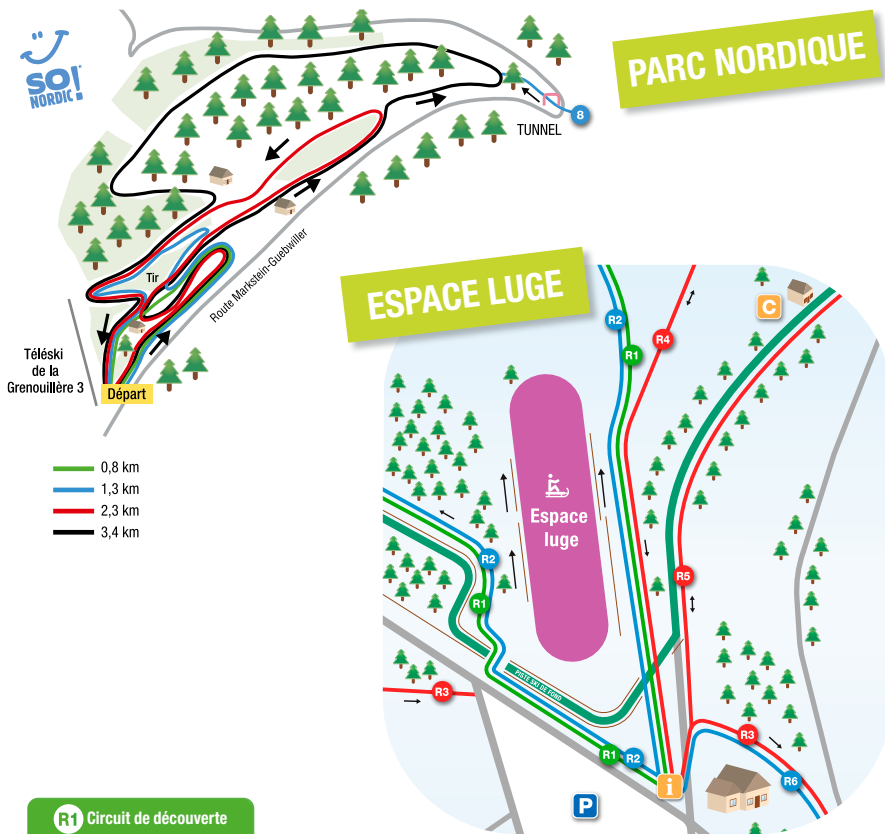 SO!
NORDIC
PARC NORDIQUE
8
TUNNEL
Route Markstein-Guebwiller
Tir
Téléski
de la
Grenouillère 3
Départ
0,8 km
1,3 km
2,3 km
3,4 km
ESPACE LUGE
R2
R1
R4
C
Espace
luge
R2
R1
R5
PISTE SKI DE FOND
R3
R1
R2
R3
R6
i
P
R1 Circuit de découverte